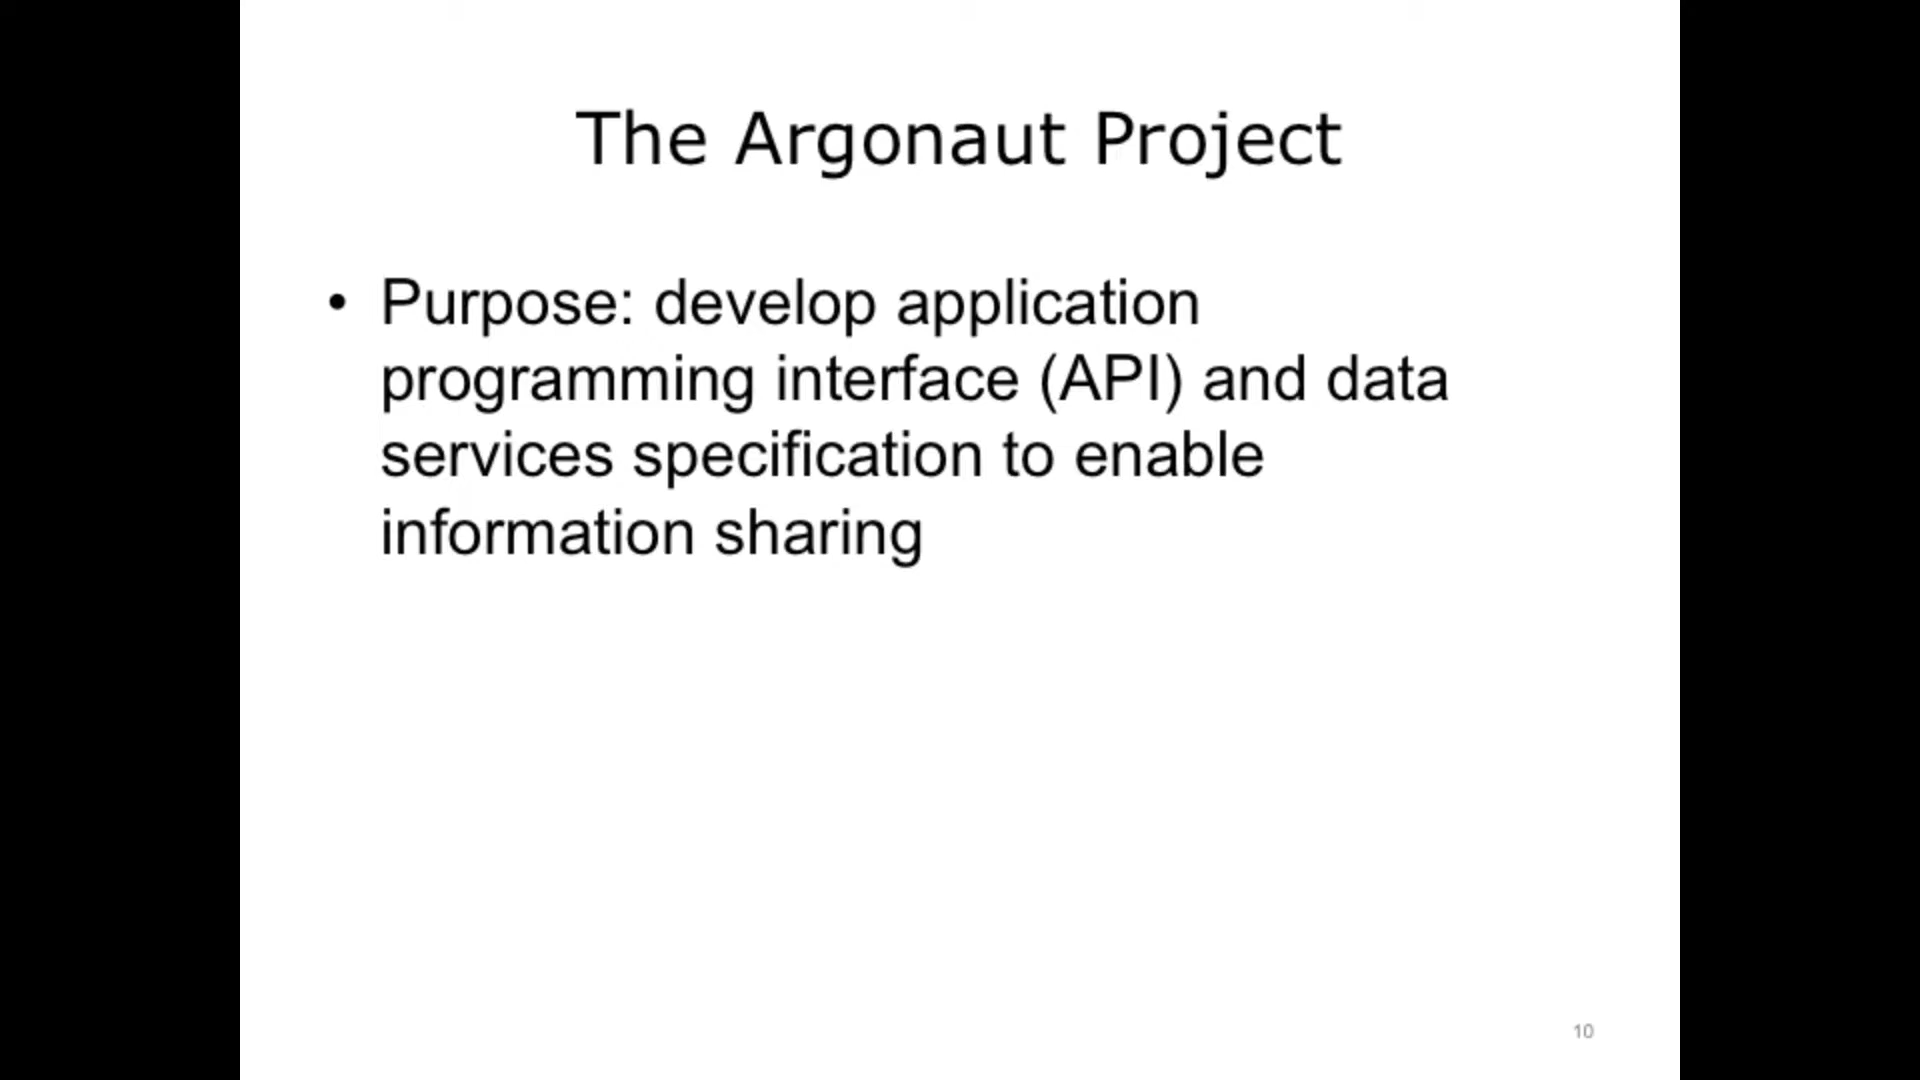 The Argonaut Project
• Purpose: develop application
programming interface (API) and data
services specification to enable
information sharing
10